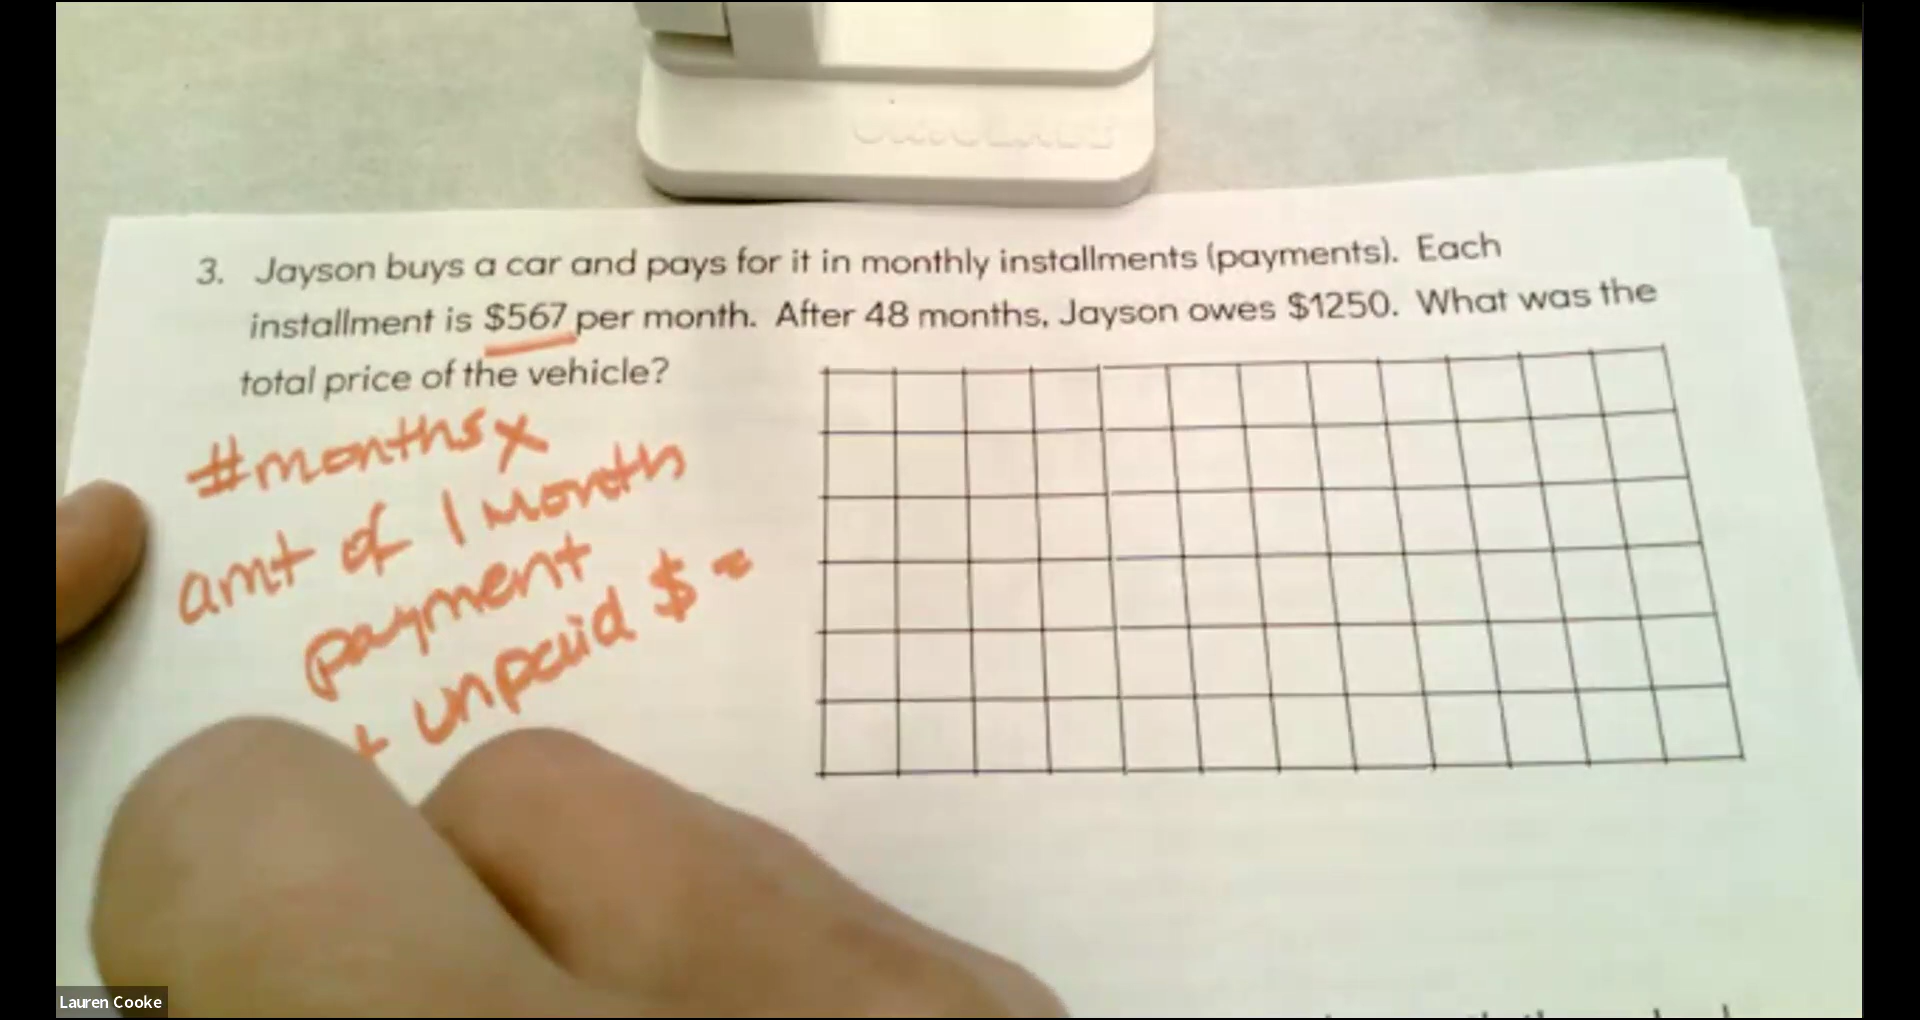 3. Jayson buys a car and pays for it in monthly installments (payments). Each
installment is $567 per month. After 48 months, Jayson owes $1250. What was the
total price of the vehicle?
#months x
amt of 1 month
payment
+ unpaid $ =
Lauren Cooke